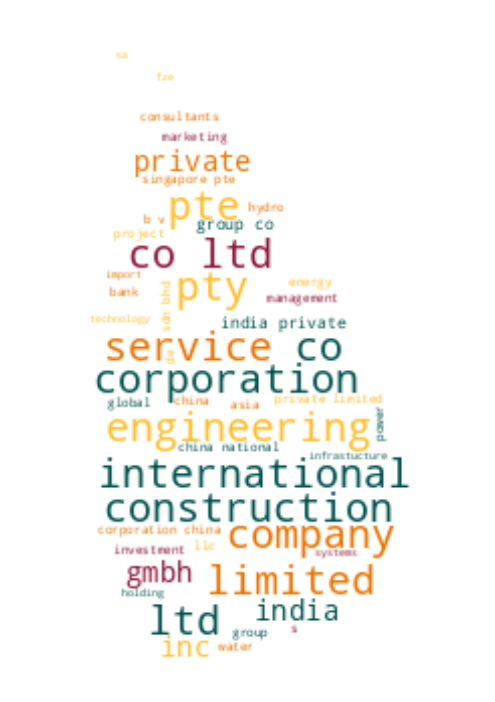 sa
fze
consultants
marketing
private
singapore pte
pte hydro
b v group co
project
co ltd
import
bank
pty energy
sdn bhd
management
technology
india private
de
service co
corporation
global china asia private limited
engineering power
china national
infrastucture
international
construction
corporation china company
investment llc systems
gmbh limited
holding
ltd india
group s
inc water